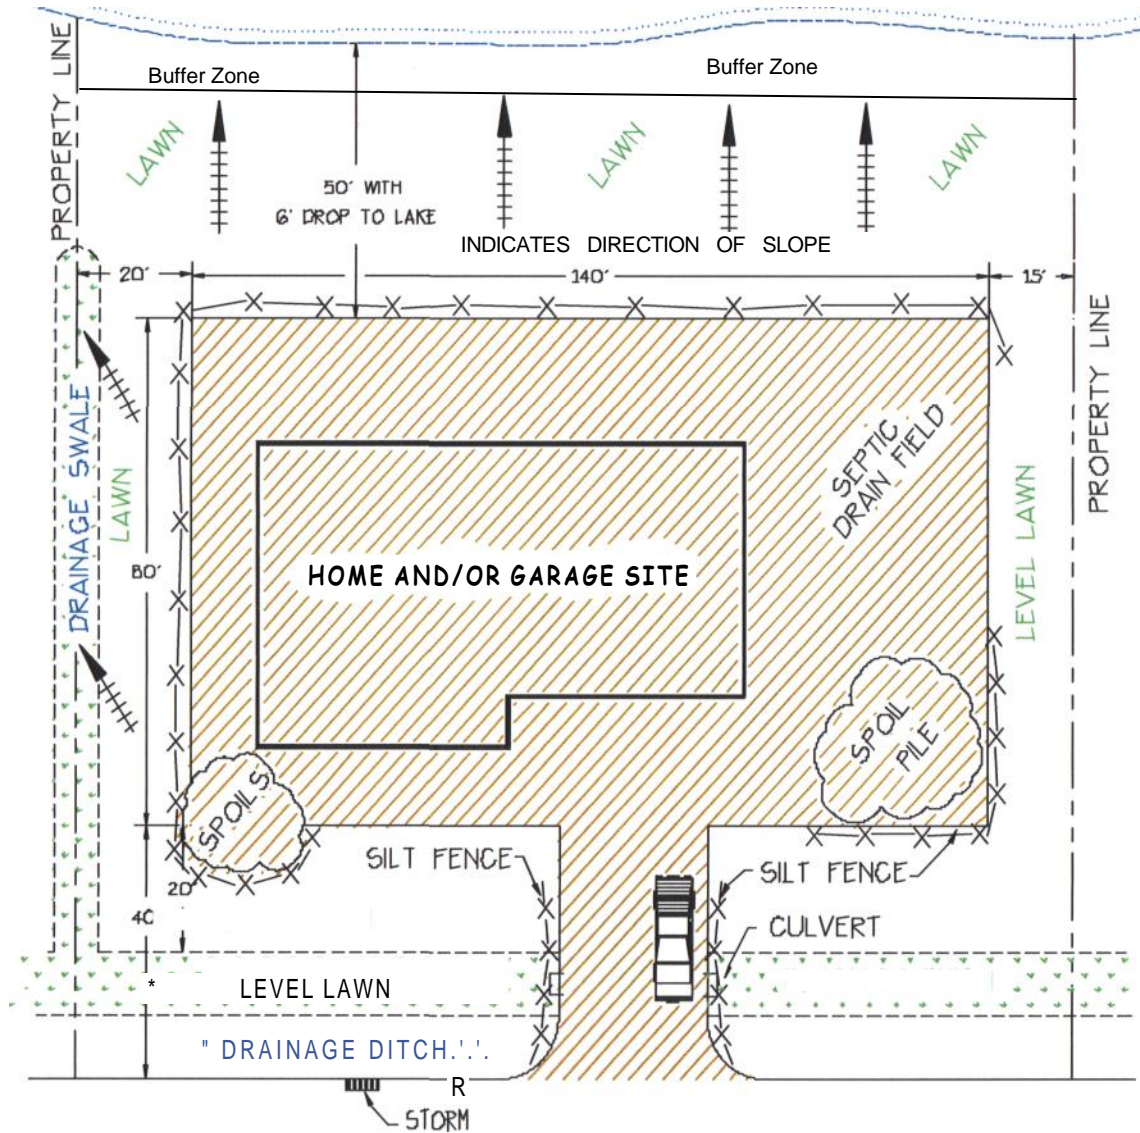 PROPERTY LINE
Buffer Zone
Buffer Zone
LAWN
LAWN
LAWN
50' WITH
6' DROP TO LAKE
INDICATES DIRECTION OF SLOPE
20'
140'
15'
PROPERTY LINE
DRAINAGE SWALE
LAWN
80'
SEPTIC
DRAIN FIELD
LEVEL LAWN
HOME AND/OR GARAGE SITE
SPOIL
PILE
SPOILS
SILT FENCE
SILT FENCE
20
40
CULVERT
* LEVEL LAWN
" DRAINAGE DITCH.'.'.
R
STORM